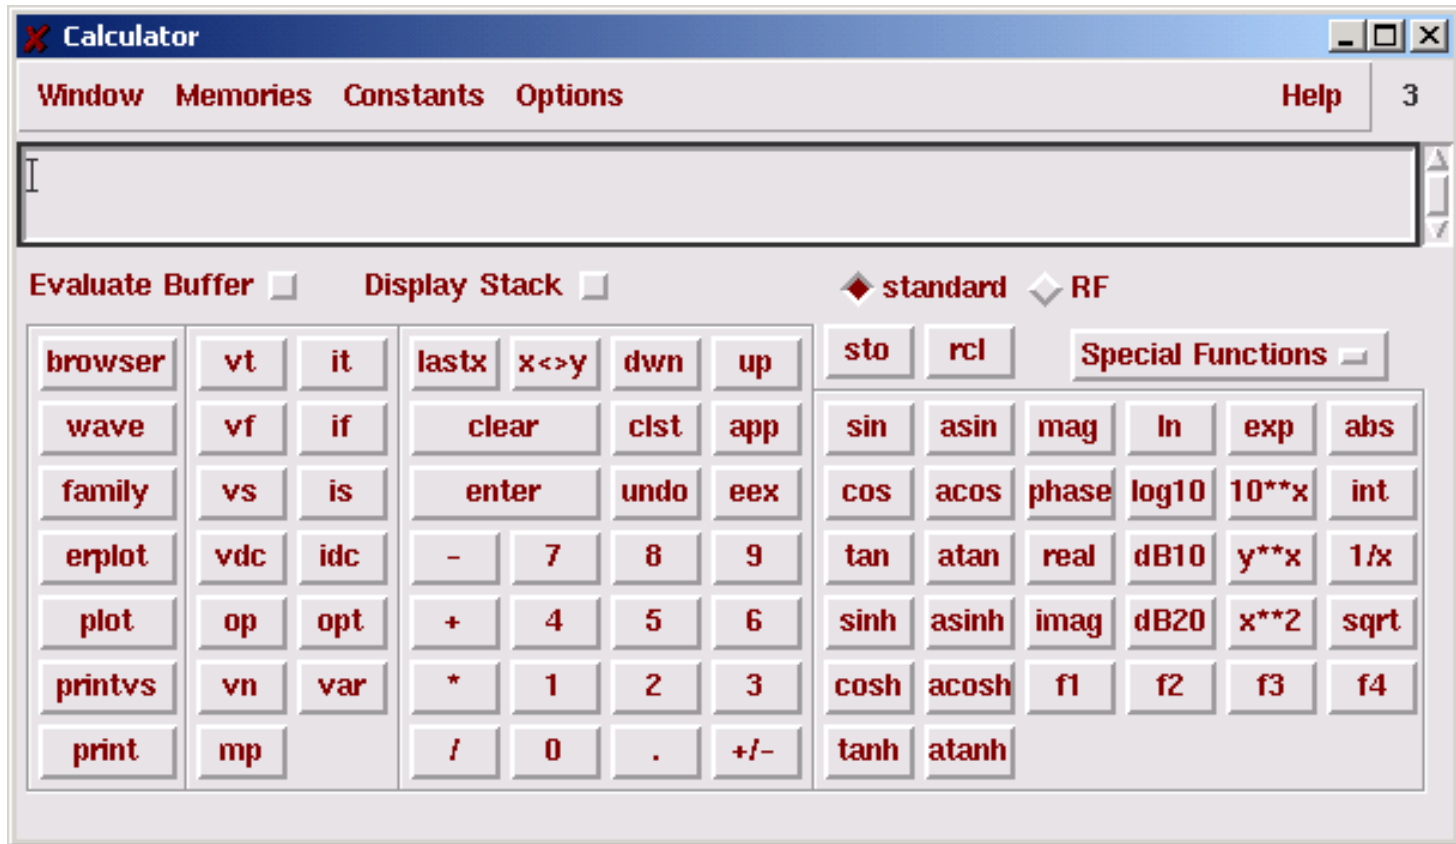 Calculator
Window Memories Constants Options Help 3
Evaluate Buffer Display Stack standard RF
browser vt it lastx x<>y dwn up sto rcl Special Functions
wave vf if clear clst app sin asin mag ln exp abs
family vs is enter undo eex cos acos phase log10 10**x int
erplot vdc idc - 7 8 9 tan atan real dB10 y**x 1/x
plot op opt + 4 5 6 sinh asinh imag dB20 x**2 sqrt
printvs vn var * 1 2 3 cosh acosh f1 f2 f3 f4
print mp / 0 . +/- tanh atanh